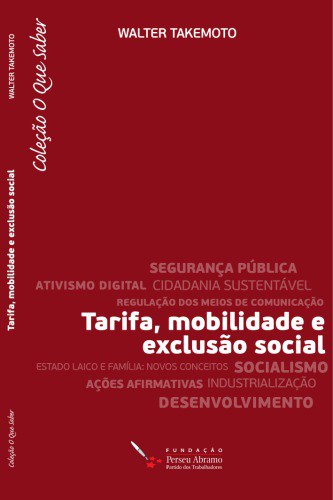 WALTER TAKEMOTO
Tarifa, mobilidade e exclusão social
Coleção O Que Saber
Coleção O Que Saber
WALTER TAKEMOTO
SEGURANÇA PÚBLICA
ATIVISMO DIGITAL CIDADANIA SUSTENTÁVEL
REGULAÇÃO DOS MEIOS DE COMUNICAÇÃO
Tarifa, mobilidade e
exclusão social
ESTADO LAICO E FAMÍLIA: NOVOS CONCEITOS SOCIALISMO
AÇÕES AFIRMATIVAS INDUSTRIALIZAÇÃO
DESENVOLVIMENTO
FUNDAÇÃO
Perseu Abramo
Partido dos Trabalhadores